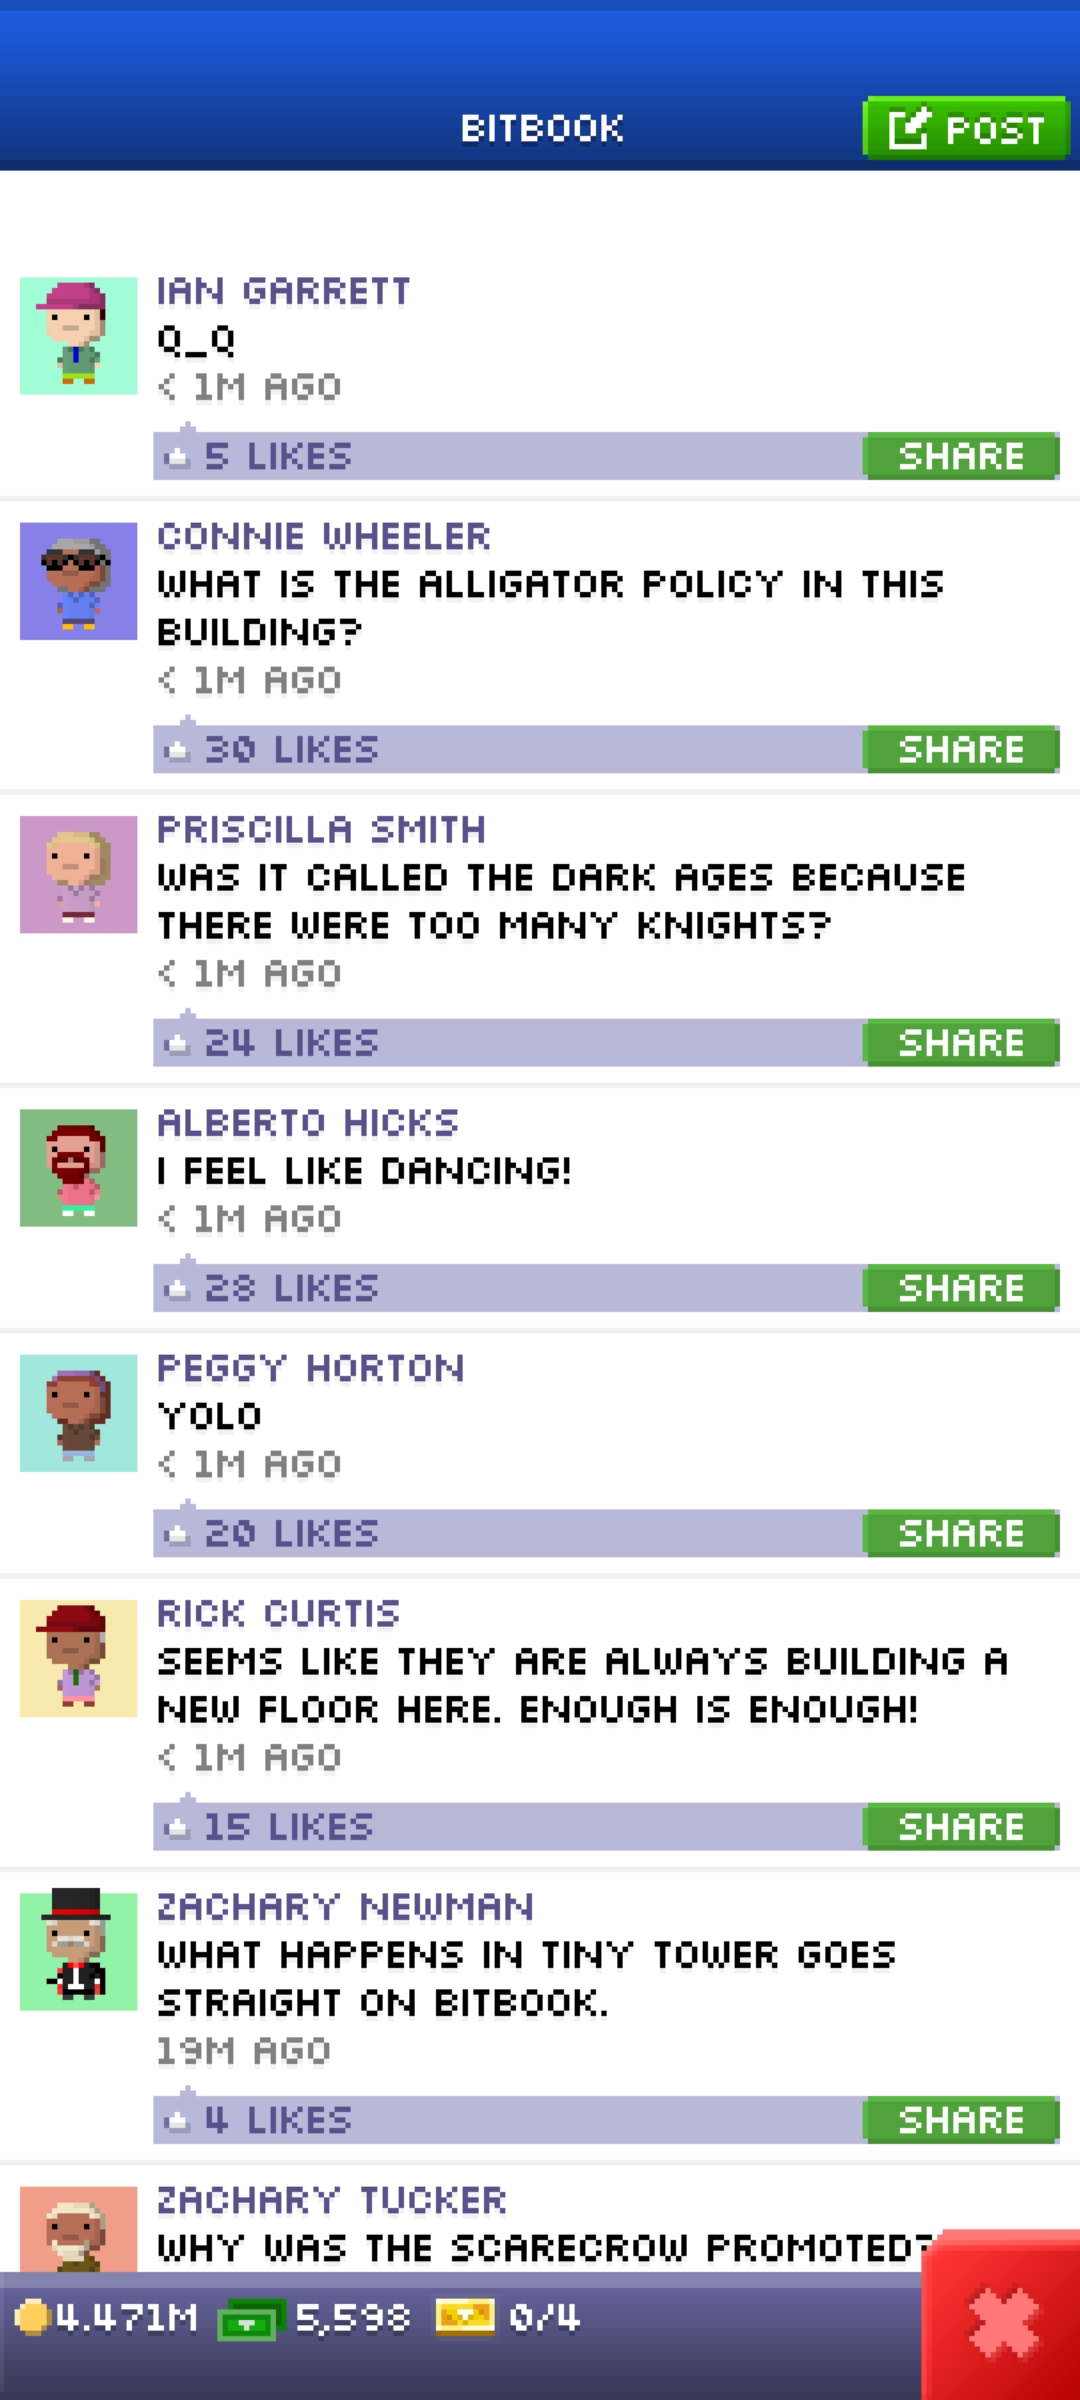 BITBOOK
POST
IAN GARRETT
Q_Q
< 1M AGO
5 LIKES
SHARE
CONNIE WHEELER
WHAT IS THE ALLIGATOR POLICY IN THIS
BUILDING?
< 1M AGO
30 LIKES
SHARE
PRISCILLA SMITH
WAS IT CALLED THE DARK AGES BECAUSE
THERE WERE TOO MANY KNIGHTS?
< 1M AGO
24 LIKES
SHARE
ALBERTO HICKS
I FEEL LIKE DANCING!
< 1M AGO
28 LIKES
SHARE
PEGGY HORTON
YOLO
< 1M AGO
20 LIKES
SHARE
RICK CURTIS
SEEMS LIKE THEY ARE ALWAYS BUILDING A
NEW FLOOR HERE. ENOUGH IS ENOUGH!
< 1M AGO
15 LIKES
SHARE
ZACHARY NEWMAN
WHAT HAPPENS IN TINY TOWER GOES
STRAIGHT ON BITBOOK.
19M AGO
4 LIKES
SHARE
ZACHARY TUCKER
WHY WAS THE SCARECROW PROMOTED?
4.471M 5,598 0/4